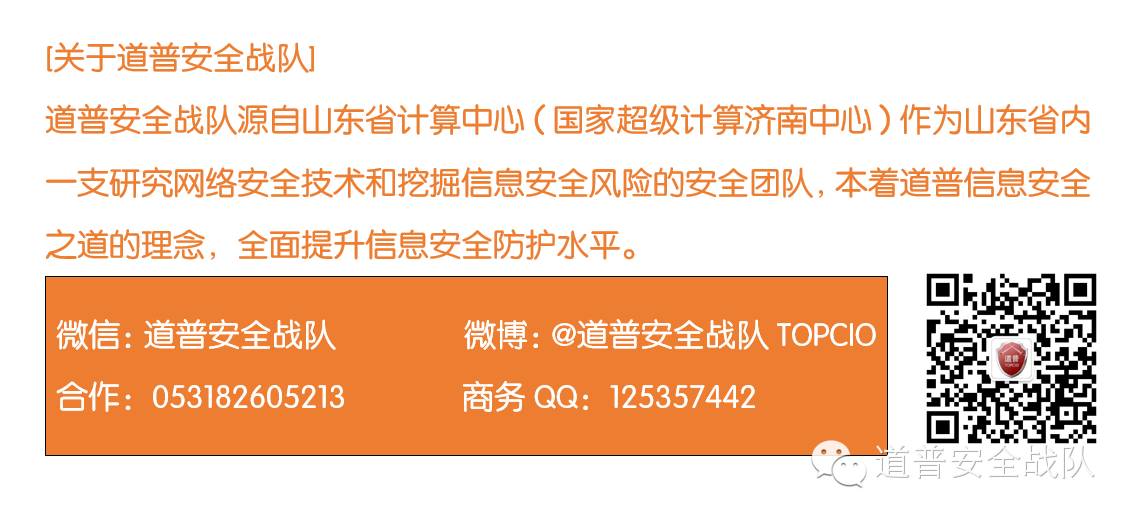 [关于道普安全战队]
道普安全战队源自山东省计算中心（国家超级计算济南中心）作为山东省内
一支研究网络安全技术和挖掘信息安全风险的安全团队，本着道普信息安全
之道的理念，全面提升信息安全防护水平。
微信：道普安全战队 微博：@道普安全战队 TOPCIO
合作：053182605213 商务 QQ：125357442
道普
TOPCIO
道普安全战队